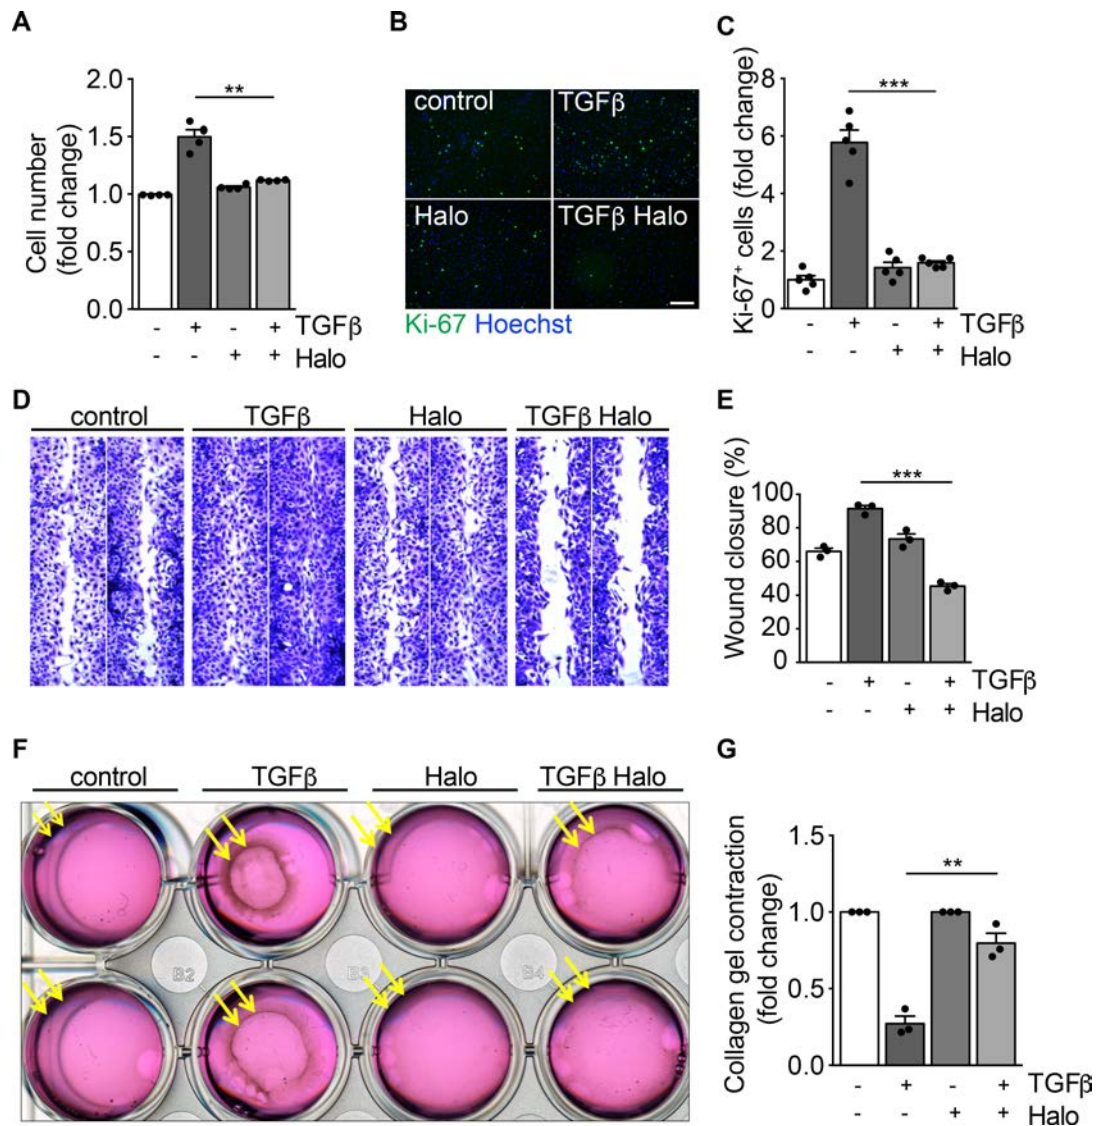 A
Cell number
(fold change)
2.0
1.5
1.0
0.5
0.0
**
- + - + TGFβ
- - + + Halo
B
control TGFβ
Halo TGFβ Halo
Ki-67 Hoechst
C
Ki-67⁺ cells (fold change)
8
6
4
2
0
***
- + - + TGFβ
- - + + Halo
D
control TGFβ Halo TGFβ Halo
E
Wound closure (%)
100
80
60
40
20
0
***
- + - + TGFβ
- - + + Halo
F
control TGFβ Halo TGFβ Halo
B2 B3 B4
G
Collagen gel contraction
(fold change)
1.5
1.0
0.5
0.0
**
- + - + TGFβ
- - + + Halo